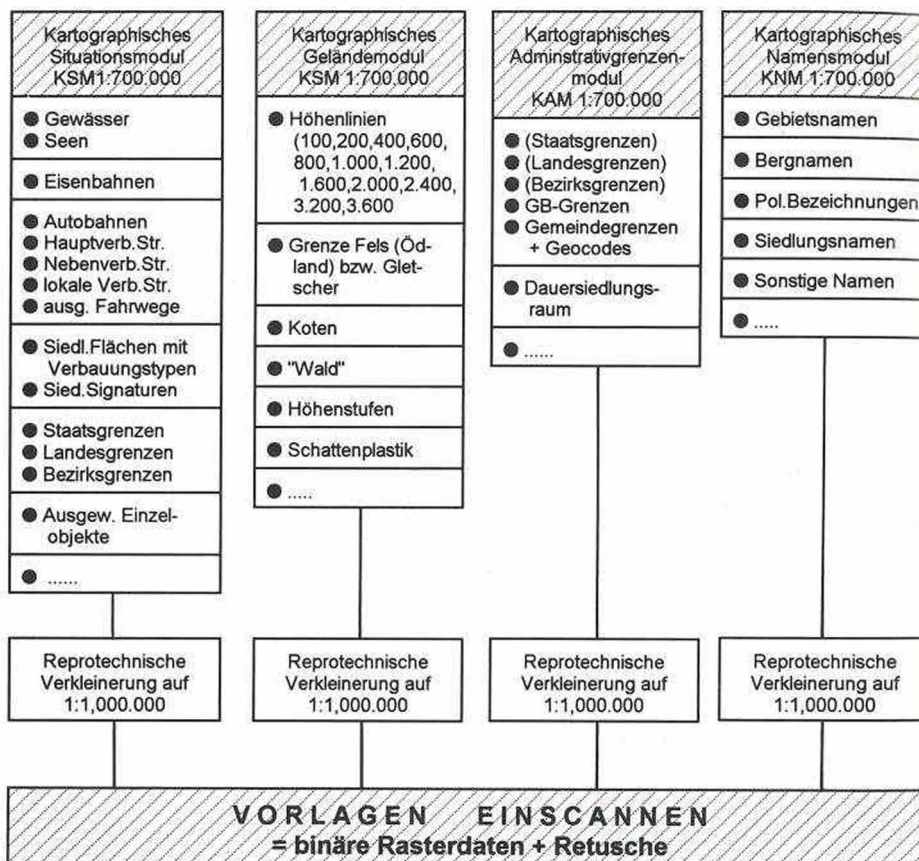 Kartographisches
Situationsmodul
KSM1:700.000
● Gewässer
● Seen
● Eisenbahnen
● Autobahnen
● Hauptverb.Str.
● Nebenverb.Str.
● lokale Verb.Str.
● ausg. Fahrwege
● Siedl.Flächen mit
Verbauungstypen
● Sied.Signaturen
● Staatsgrenzen
● Landesgrenzen
● Bezirksgrenzen
● Ausgew. Einzel-
objekte
● ......
Reprotechnische
Verkleinerung auf
1:1,000.000
Kartographisches
Geländemodul
KSM 1:700.000
● Höhenlinien
(100,200,400,600,
800,1.000,1.200,
1.600,2.000,2.400,
3.200,3.600
● Grenze Fels (Öd-
land) bzw. Glet-
scher
● Koten
● "Wald"
● Höhenstufen
● Schattenplastik
● .....
Reprotechnische
Verkleinerung auf
1:1,000.000
Kartographisches
Adminstrativgrenzen-
modul
KAM 1:700.000
● (Staatsgrenzen)
● (Landesgrenzen)
● (Bezirksgrenzen)
● GB-Grenzen
● Gemeindegrenzen
+ Geocodes
● Dauersiedlungs-
raum
● ......
Reprotechnische
Verkleinerung auf
1:1,000.000
Kartographisches
Namensmodul
KNM 1:700.000
● Gebietsnamen
● Bergnamen
● Pol.Bezeichnungen
● Siedlungsnamen
● Sonstige Namen
● .....
Reprotechnische
Verkleinerung auf
1:1,000.000
VORLAGEN EINSCANNEN
= binäre Rasterdaten + Retusche